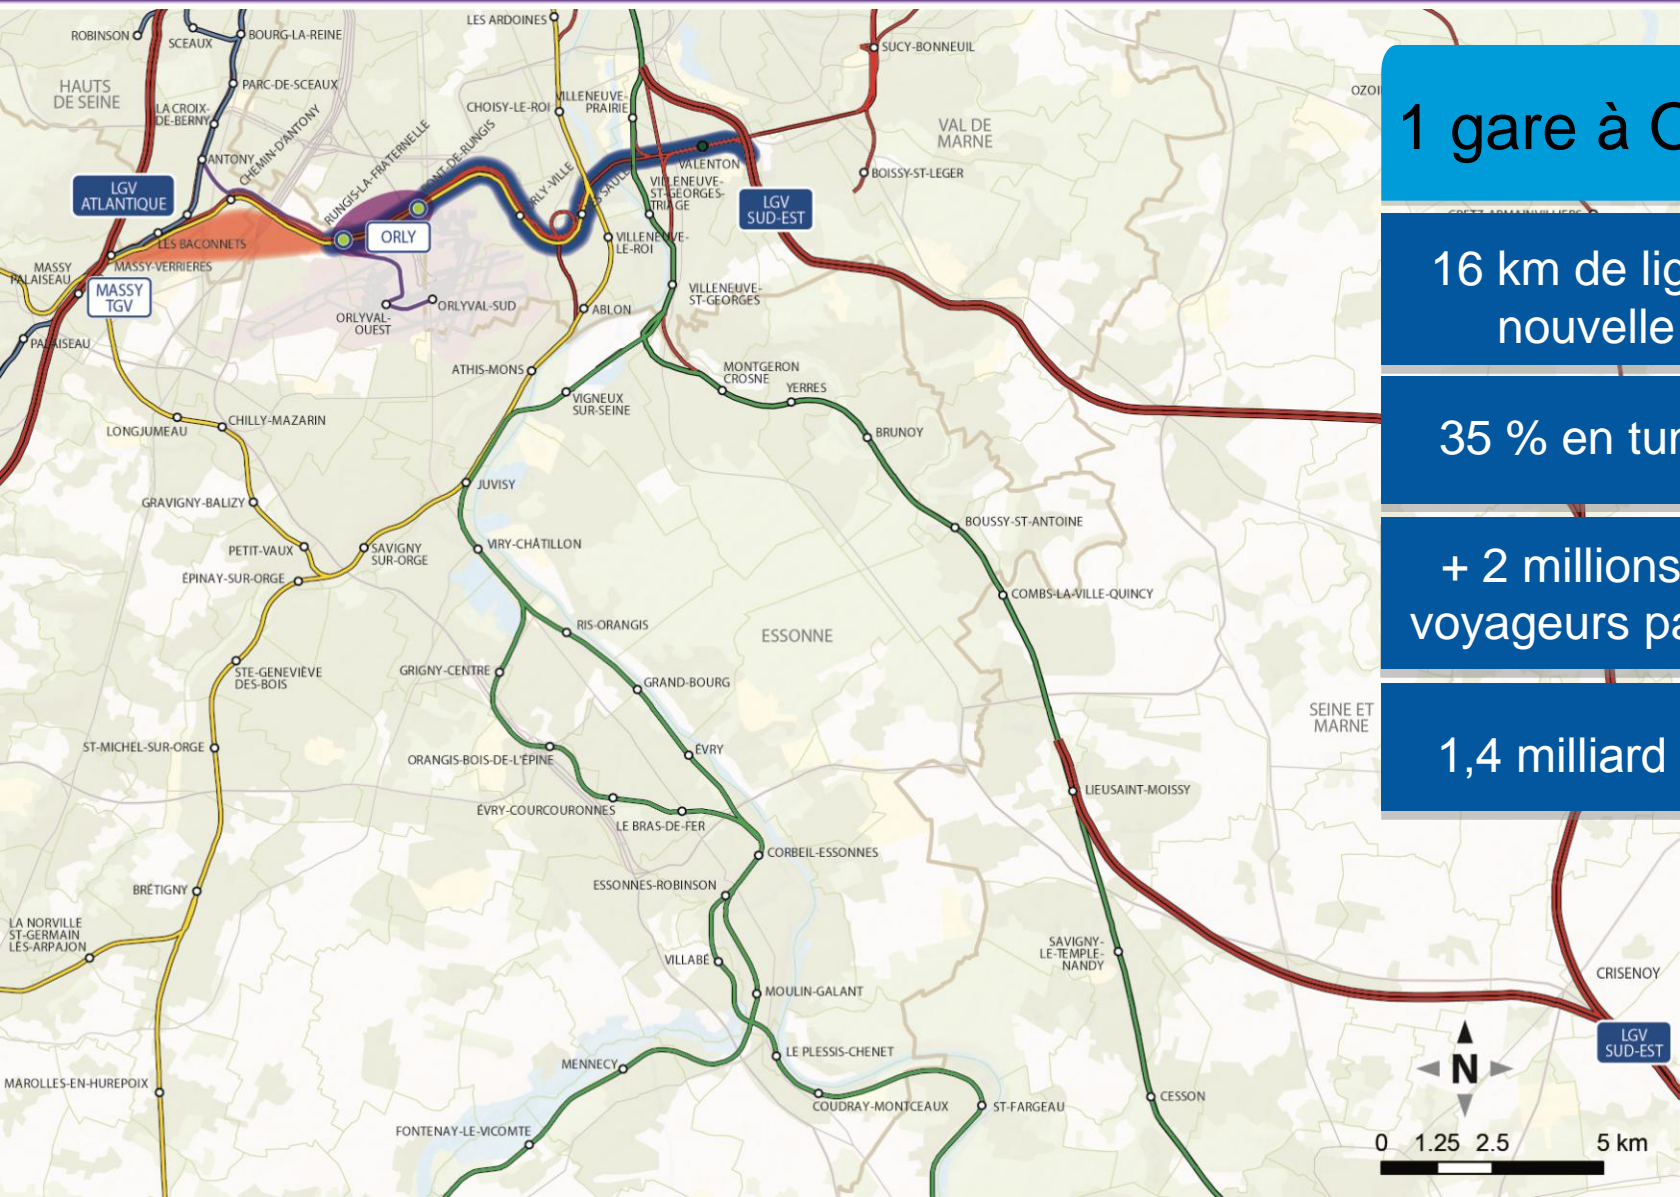 ROBINSON
SCEAUX
BOURG-LA-REINE
LES ARDOINES
SUCY-BONNEUIL
HAUTS
DE SEINE
PARC-DE-SCEAUX
LA CROIX-
DE-BERNY
CHOISY-LE-ROI
VILLENEUVE-
PRAIRIE
VAL DE
MARNE
1 gare à
ANTONY
CHEMIN-D'ANTONY
RUNGIS-LA-FRATERNELLE
PONT-DE-RUNGIS
ORLY-VILLE
VALENTON
BOISSY-ST-LEGER
LGV
ATLANTIQUE
VILLENEUVE-
ST-GEORGES-
TRIAGE
LGV
SUD-EST
GRETZ-ARMAINVILLIERS
ORLY
LES BACONNETS
VILLENEUVE-
LE-ROI
MASSY
PALAISEAU
MASSY-VERRIERES
MASSY
TGV
16 km de
nouvelle
VILLENEUVE-
ST-GEORGES
ORLYVAL-
OUEST
ORLYVAL-SUD
ABLON
PALAISEAU
ATHIS-MONS
MONTGERON
CROSNE
YERRES
VIGNEUX
SUR-SEINE
CHILLY-MAZARIN
LONGJUMEAU
BRUNOY
35 % en
JUVISY
GRAVIGNY-BALIZY
BOUSSY-ST-ANTOINE
PETIT-VAUX
SAVIGNY
SUR-ORGE
VIRY-CHÂTILLON
ÉPINAY-SUR-ORGE
COMBS-LA-VILLE-QUINCY
+ 2 millions
voyageurs
RIS-ORANGIS
ESSONNE
STE-GENEVIÈVE
DES-BOIS
GRIGNY-CENTRE
GRAND-BOURG
SEINE ET
MARNE
ST-MICHEL-SUR-ORGE
ORANGIS-BOIS-DE-L'ÉPINE
ÉVRY
1,4 milliard
LIEUSAINT-MOISSY
ÉVRY-COURCOURONNES
LE BRAS-DE-FER
CORBEIL-ESSONNES
BRÉTIGNY
ESSONNES-ROBINSON
LA NORVILLE
ST-GERMAIN
LES-ARPAJON
VILLABÉ
SAVIGNY-
LE-TEMPLE-
NANDY
CRISENOY
MOULIN-GALANT
LGV
SUD-EST
MENNECY
LE PLESSIS-CHENET
N
MAROLLES-EN-HUREPOIX
COUDRAY-MONTCEAUX
ST-FARGEAU
CESSON
FONTENAY-LE-VICOMTE
0 1.25 2.5 5 km